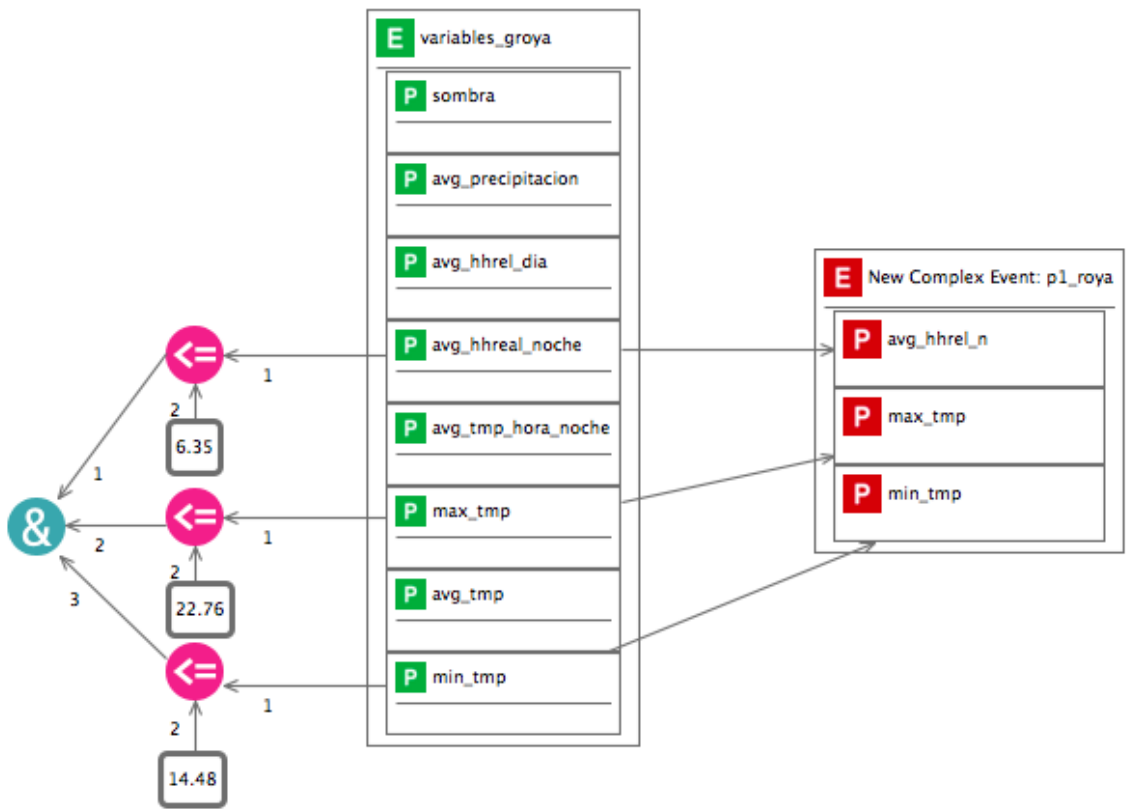 E variables_groya
P sombra
P avg_precipitacion
P avg_hhrel_dia
P avg_hhreal_noche
P avg_tmp_hora_noche
P max_tmp
P avg_tmp
P min_tmp
E New Complex Event: p1_roya
P avg_hhrel_n
P max_tmp
P min_tmp
<=
1
2
6.35
1
&
<=
1
2
2
22.76
3
<=
1
2
14.48